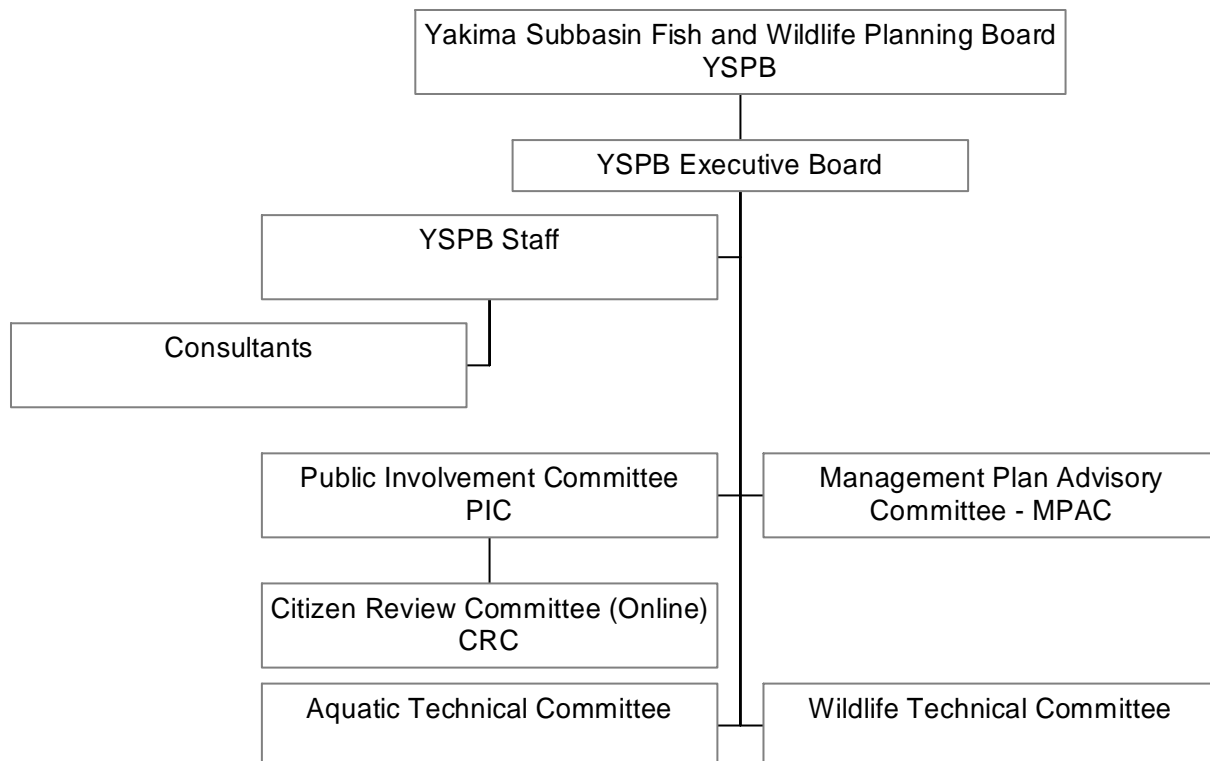 Yakima Subbasin Fish and Wildlife Planning Board
YSPB
YSPB Executive Board
YSPB Staff
Consultants
Public Involvement Committee
PIC
Management Plan Advisory
Committee - MPAC
Citizen Review Committee (Online)
CRC
Aquatic Technical Committee
Wildlife Technical Committee